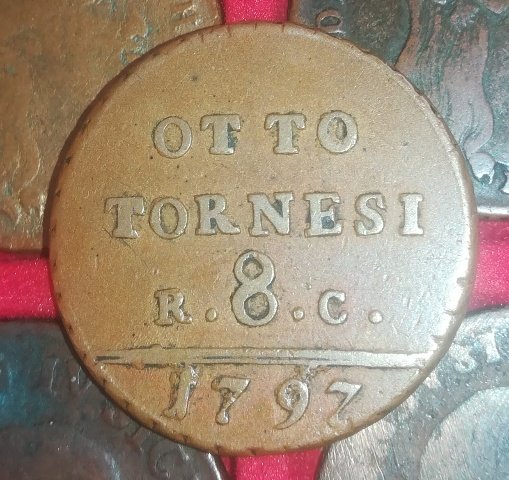 OTTO
TORNESI
R . 8 . C .
1797